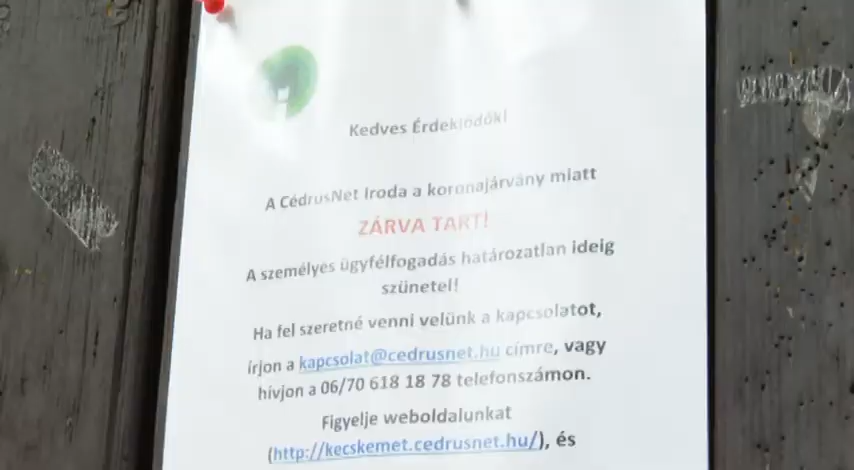 Kedves Érdeklődők!
A CédrusNet Iroda a koronajárvány miatt
ZÁRVA TART!
A személyes ügyfélfogadás határozatlan ideig
szünetel!
Ha fel szeretné venni velünk a kapcsolatot,
írjon a kapcsolat@cedrusnet.hu címre, vagy
hívjon a 06/70 618 18 78 telefonszámon.
Figyelje weboldalunkat
(http://kecskemet.cedrusnet.hu/), és